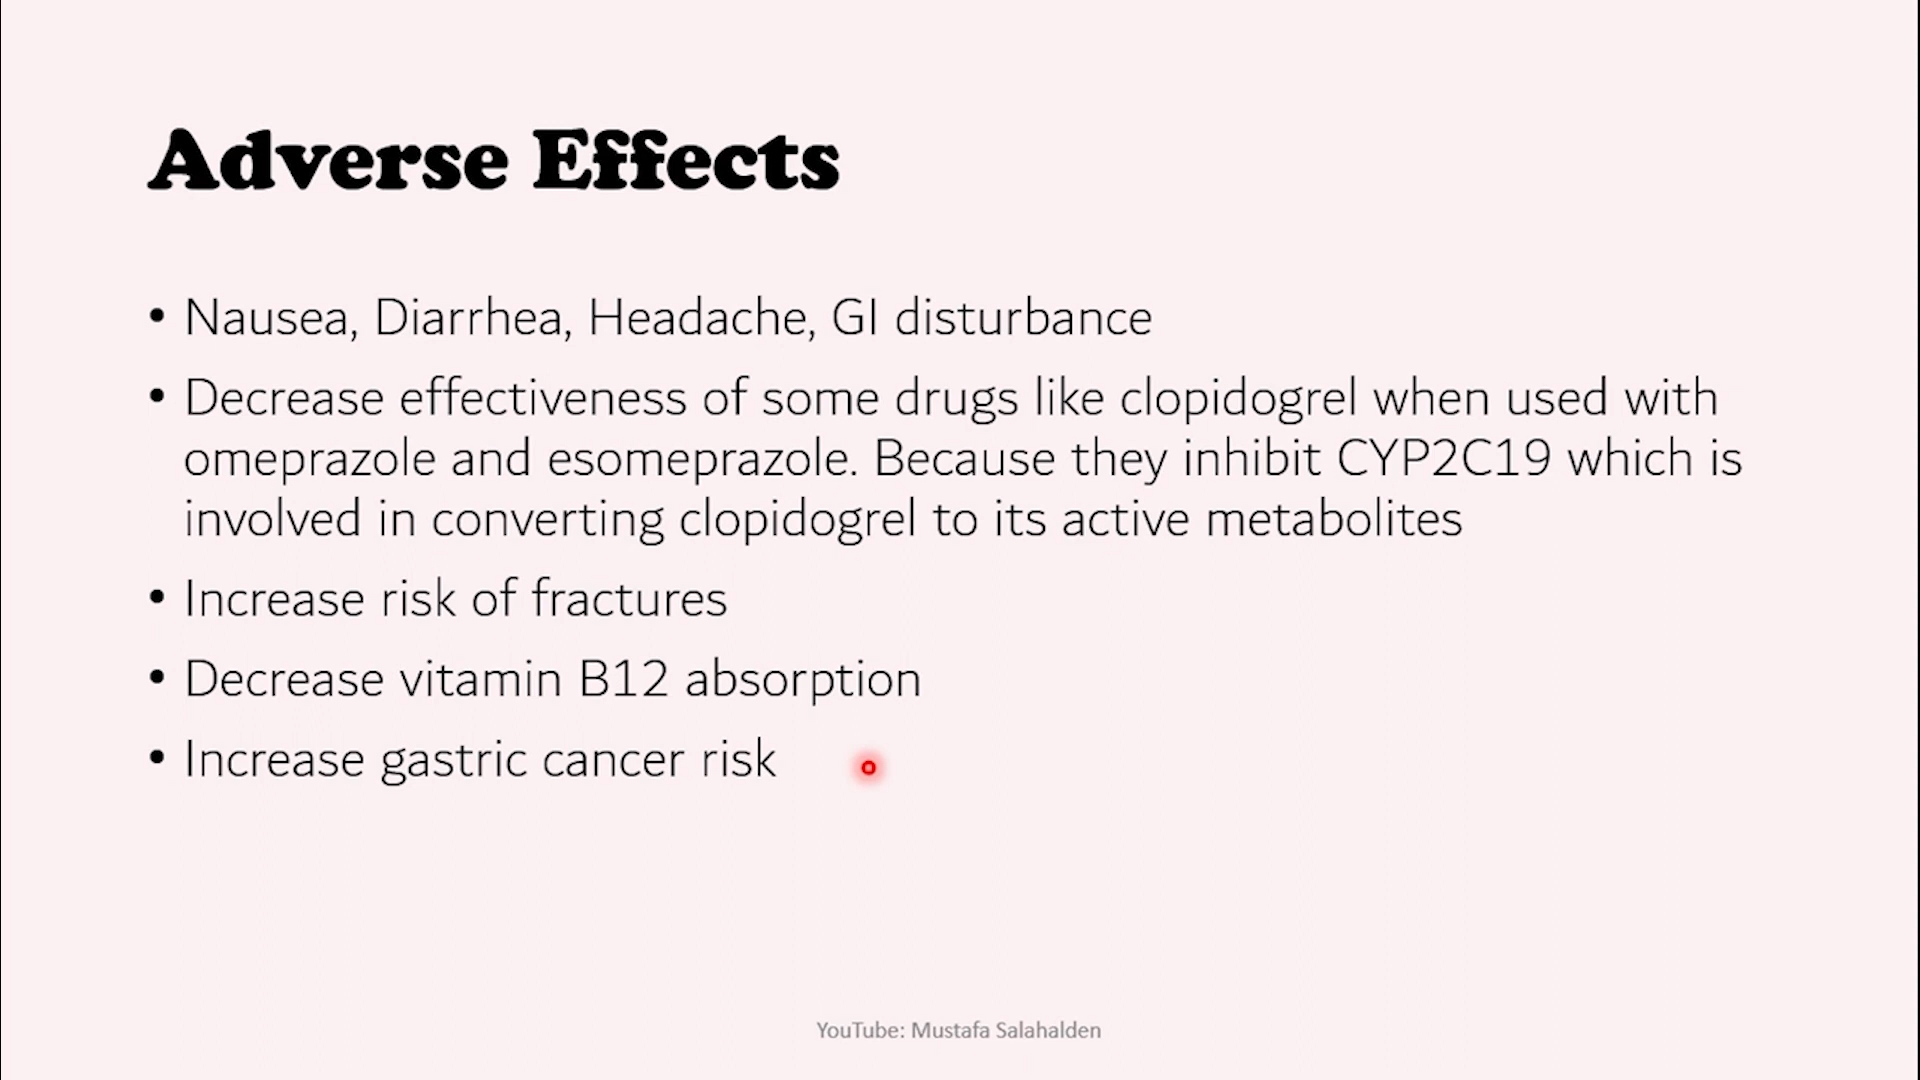 Adverse Effects
• Nausea, Diarrhea, Headache, GI disturbance
• Decrease effectiveness of some drugs like clopidogrel when used with
omeprazole and esomeprazole. Because they inhibit CYP2C19 which is
involved in converting clopidogrel to its active metabolites
• Increase risk of fractures
• Decrease vitamin B12 absorption
• Increase gastric cancer risk
YouTube: Mustafa Salahalden